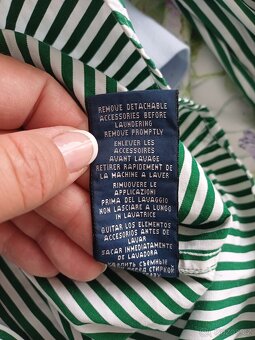 REMOVE DETACHABLE
ACCESSORIES BEFORE
LAUNDERING
REMOVE PROMPTLY
ENLEVER LES
ACCESSOIRES
AVANT LAVAGE
RETIRER RAPIDEMENT DE
LA MACHINE A LAVER
RIMUOVERE LE
APPLICAZIONI
PRIMA DEL LAVAGGIO
NON LASCIARE A LUNGO
IN LAVATRICE
QUITAR LOS ELEMENTOS
ACCESORIOS ANTES DE
LAVAR
SACAR INMEDIATAMENTE
DE LAVADORA
СЪЕМНЫЕ
СТИРКОЙ